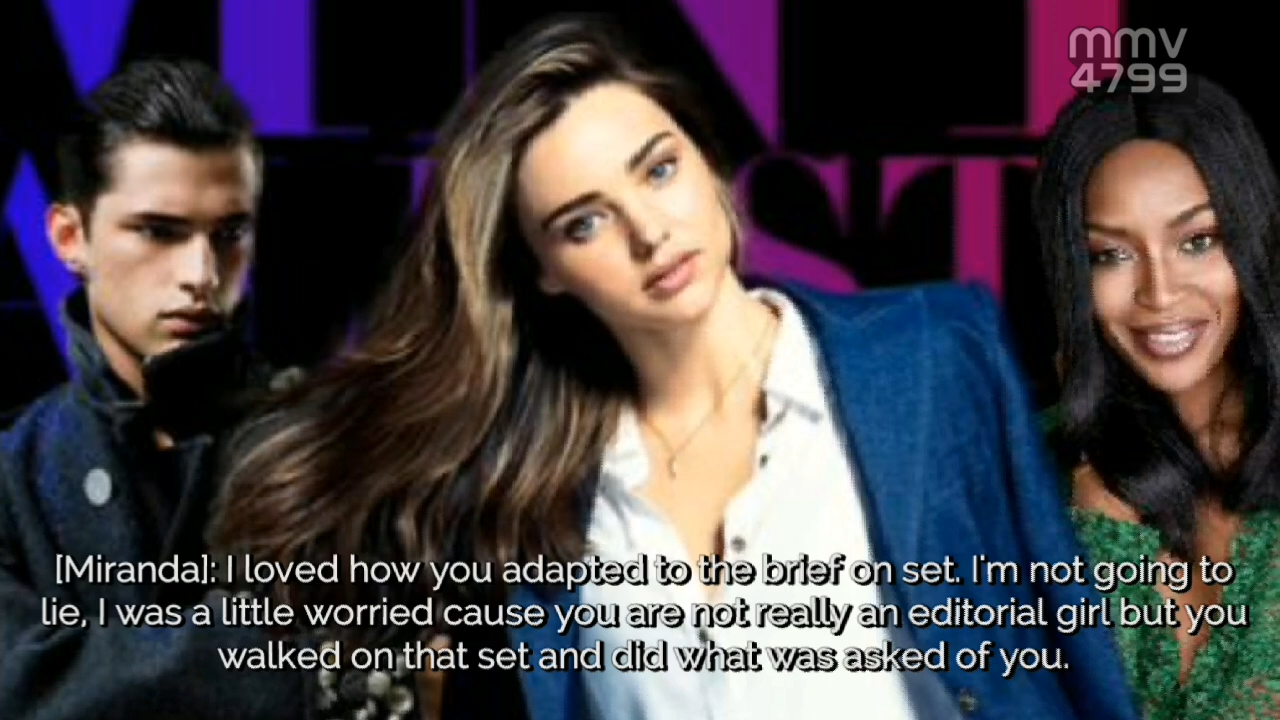 mmv
4799
[Miranda]: I loved how you adapted to the brief on set. I'm not going to
lie, I was a little worried cause you are not really an editorial girl but you
walked on that set and did what was asked of you.